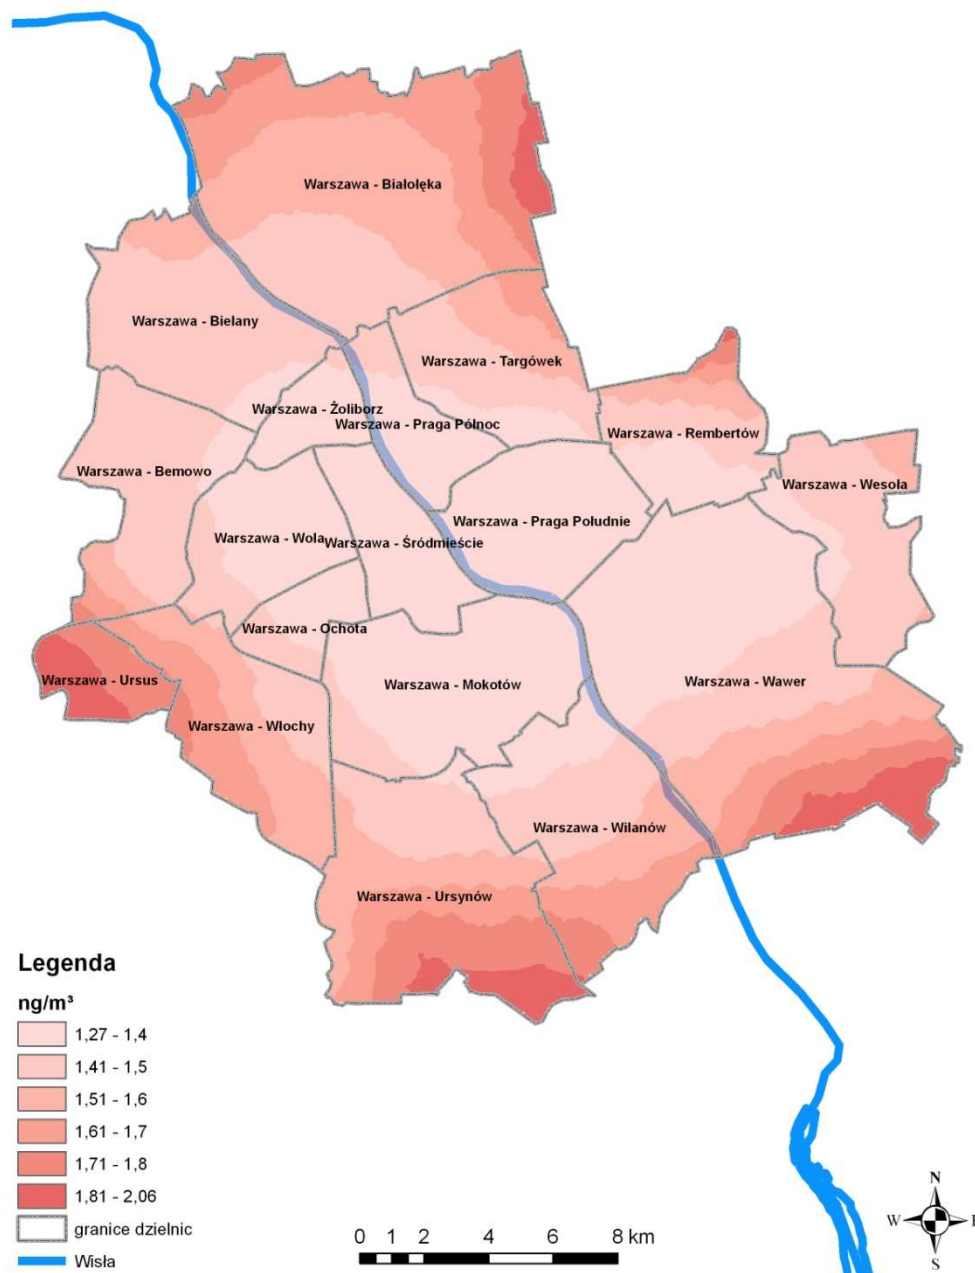 Warszawa - Białołęka
Warszawa - Bielany
Warszawa - Targówek
Warszawa - Żoliborz
Warszawa - Praga Północ
Warszawa - Rembertów
Warszawa - Bemowo
Warszawa - Wesoła
Warszawa - Praga Południe
Warszawa - Wola
Warszawa - Śródmieście
Warszawa - Ochota
Warszawa - Ursus
Warszawa - Mokotów
Warszawa - Wawer
Warszawa - Włochy
Warszawa - Wilanów
Warszawa - Ursynów
Legenda
ng/m³
1,27 - 1,4
1,41 - 1,5
1,51 - 1,6
1,61 - 1,7
1,71 - 1,8
1,81 - 2,06
granice dzielnic
Wisła
0 1 2 4 6 8 km
N
W E
S